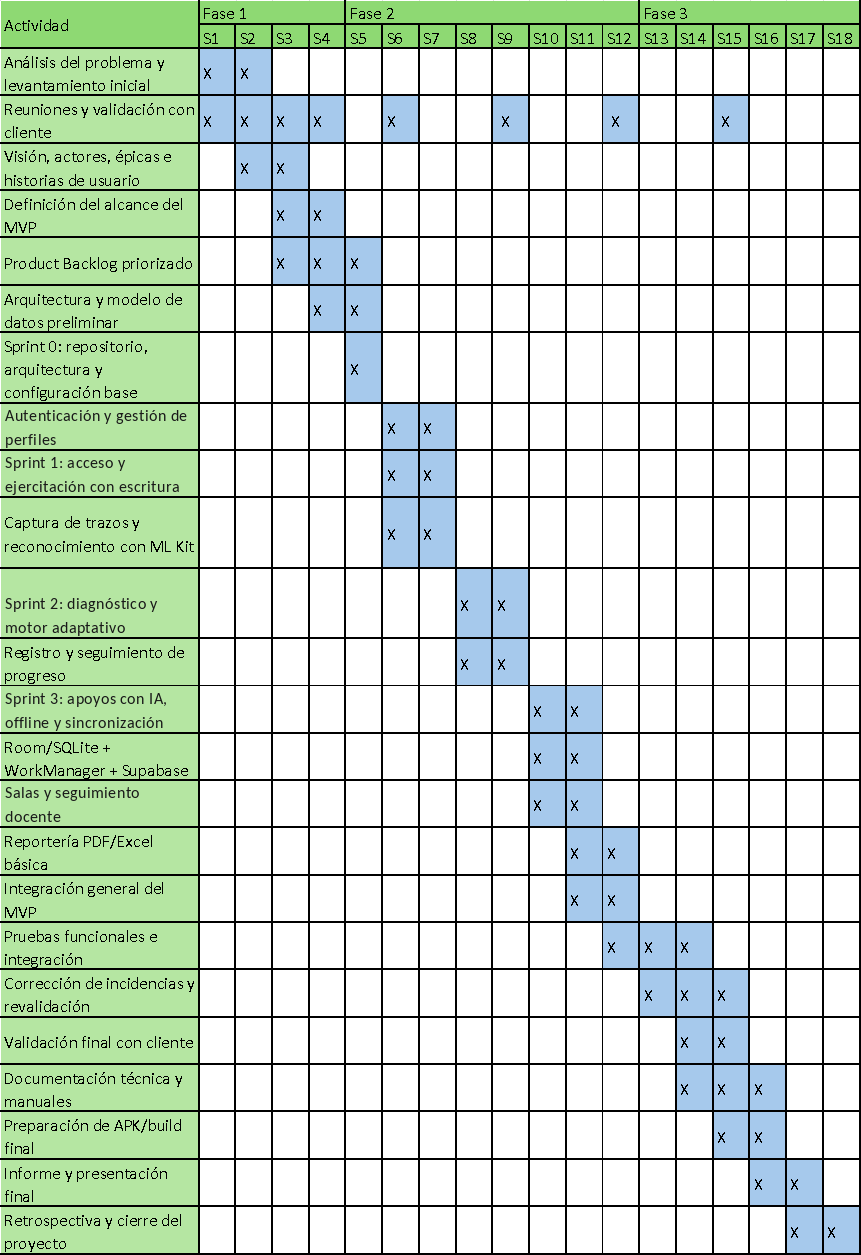 Actividad
Fase 1
Fase 2
Fase 3
S1 S2 S3 S4 S5 S6 S7 S8 S9 S10 S11 S12 S13 S14 S15 S16 S17 S18
Análisis del problema y
levantamiento inicial
X X
Reuniones y validación con
cliente
X X X X X X X X
Visión, actores, épicas e
historias de usuario
X X
Definición del alcance del
MVP
X X
Product Backlog priorizado
X X X
Arquitectura y modelo de
datos preliminar
X X
Sprint 0: repositorio,
arquitectura y
configuración base
X
Autenticación y gestión de
perfiles
X X
Sprint 1: acceso y
ejercitación con escritura
X X
Captura de trazos y
reconocimiento con ML Kit
X X
Sprint 2: diagnóstico y
motor adaptativo
X X
Registro y seguimiento de
progreso
X X
Sprint 3: apoyos con IA,
offline y sincronización
X X
Room/SQLite +
WorkManager + Supabase
X X
Salas y seguimiento
docente
X X
Reportería PDF/Excel
básica
X X
Integración general del
MVP
X X
Pruebas funcionales e
integración
X X X
Corrección de incidencias y
revalidación
X X X
Validación final con cliente
X X
Documentación técnica y
manuales
X X X
Preparación de APK/build
final
X X
Informe y presentación
final
X X
Retrospectiva y cierre del
proyecto
X X